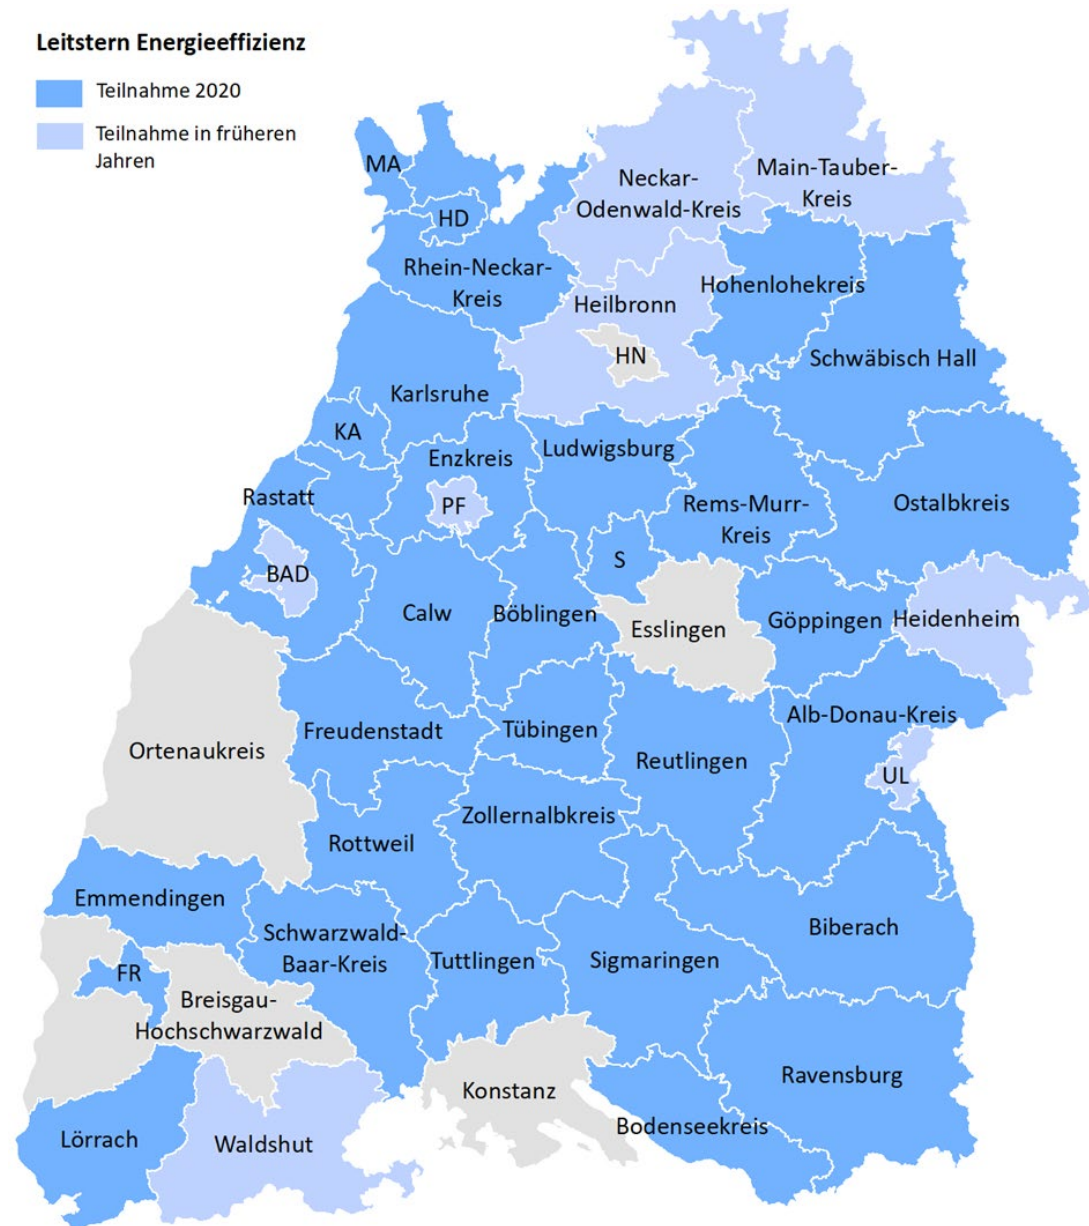 Leitstern Energieeffizienz
Teilnahme 2020
Teilnahme in früheren
Jahren
MA
HD
Rhein-Neckar-
Kreis
Neckar-
Odenwald-Kreis
Main-Tauber-
Kreis
Heilbronn
HN
Hohenlohekreis
Schwäbisch Hall
Karlsruhe
KA
Enzkreis
PF
Ludwigsburg
Rems-Murr-
Kreis
Ostalbkreis
Rastatt
BAD
Calw
Böblingen
S
Esslingen
Göppingen
Heidenheim
Ortenaukreis
Freudenstadt
Tübingen
Reutlingen
Alb-Donau-Kreis
UL
Rottweil
Zollernalbkreis
Emmendingen
FR
Breisgau-
Hochschwarzwald
Schwarzwald-
Baar-Kreis
Tuttlingen
Sigmaringen
Biberach
Ravensburg
Konstanz
Bodenseekreis
Lörrach
Waldshut